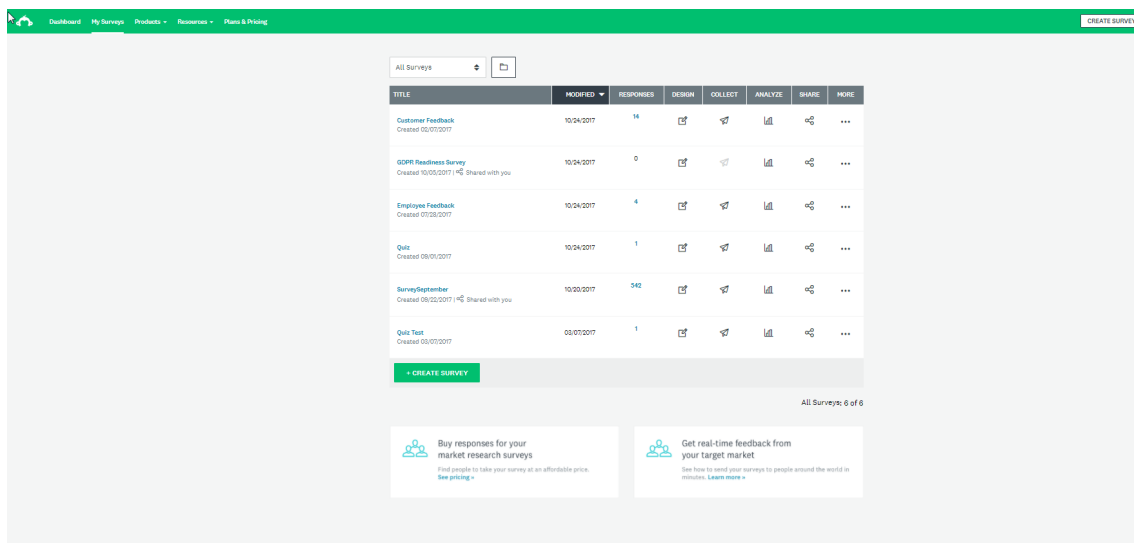 Dashboard My Surveys Products Resources Plans & Pricing CREATE SURVEY
All Surveys
TITLE MODIFIED RESPONSES DESIGN COLLECT ANALYZE SHARE MORE
Customer Feedback 10/24/2017 14
Created 02/07/2017
GDPR Readiness Survey 10/24/2017 0
Created 10/05/2017 | Shared with you
Employee Feedback 10/24/2017 4
Created 07/28/2017
Quiz 10/24/2017 1
Created 09/01/2017
SurveySeptember 10/20/2017 342
Created 09/22/2017 | Shared with you
Quiz Test 03/07/2017 1
Created 03/07/2017
+ CREATE SURVEY
All Surveys: 6 of 6
Buy responses for your
market research surveys
Find people to take your survey at an affordable price.
See pricing »
Get real-time feedback from
your target market
See how to send your surveys to people around the world in
minutes. Learn more »